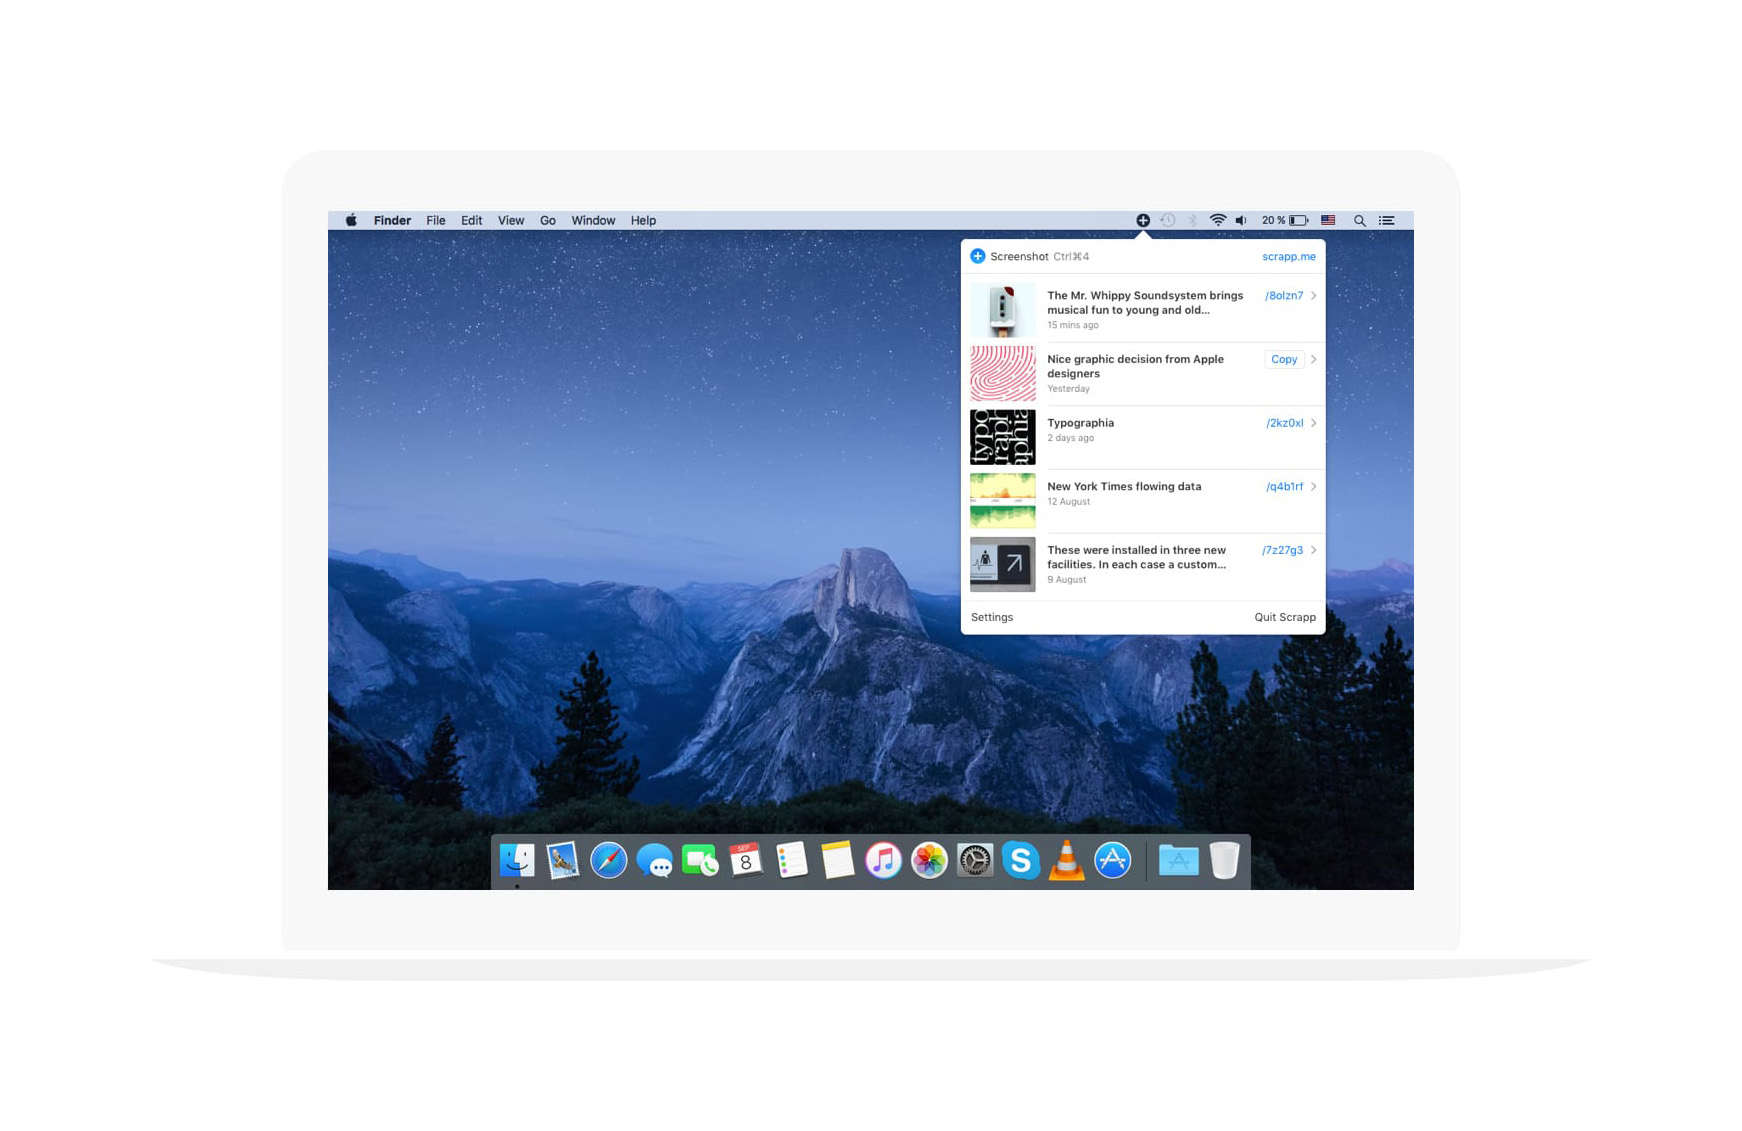 Finder File Edit View Go Window Help 20 %
Screenshot Ctrl⌘4 scrapp.me
The Mr. Whippy Soundsystem brings /8olzn7
musical fun to young and old...
15 mins ago
Nice graphic decision from Apple Copy
designers
Yesterday
Typographia /2kz0xl
2 days ago
typo
raphi
aphia
New York Times flowing data /q4b1rf
12 August
These were installed in three new /7z27g3
facilities. In each case a custom...
9 August
Settings Quit Scrapp
SEP
8
S